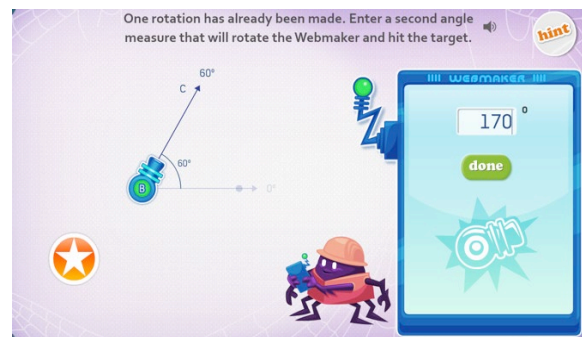 One rotation has already been made. Enter a second angle
measure that will rotate the Webmaker and hit the target.
hint
WEBMAKER
60°
C
170 °
done
60°
B
0°